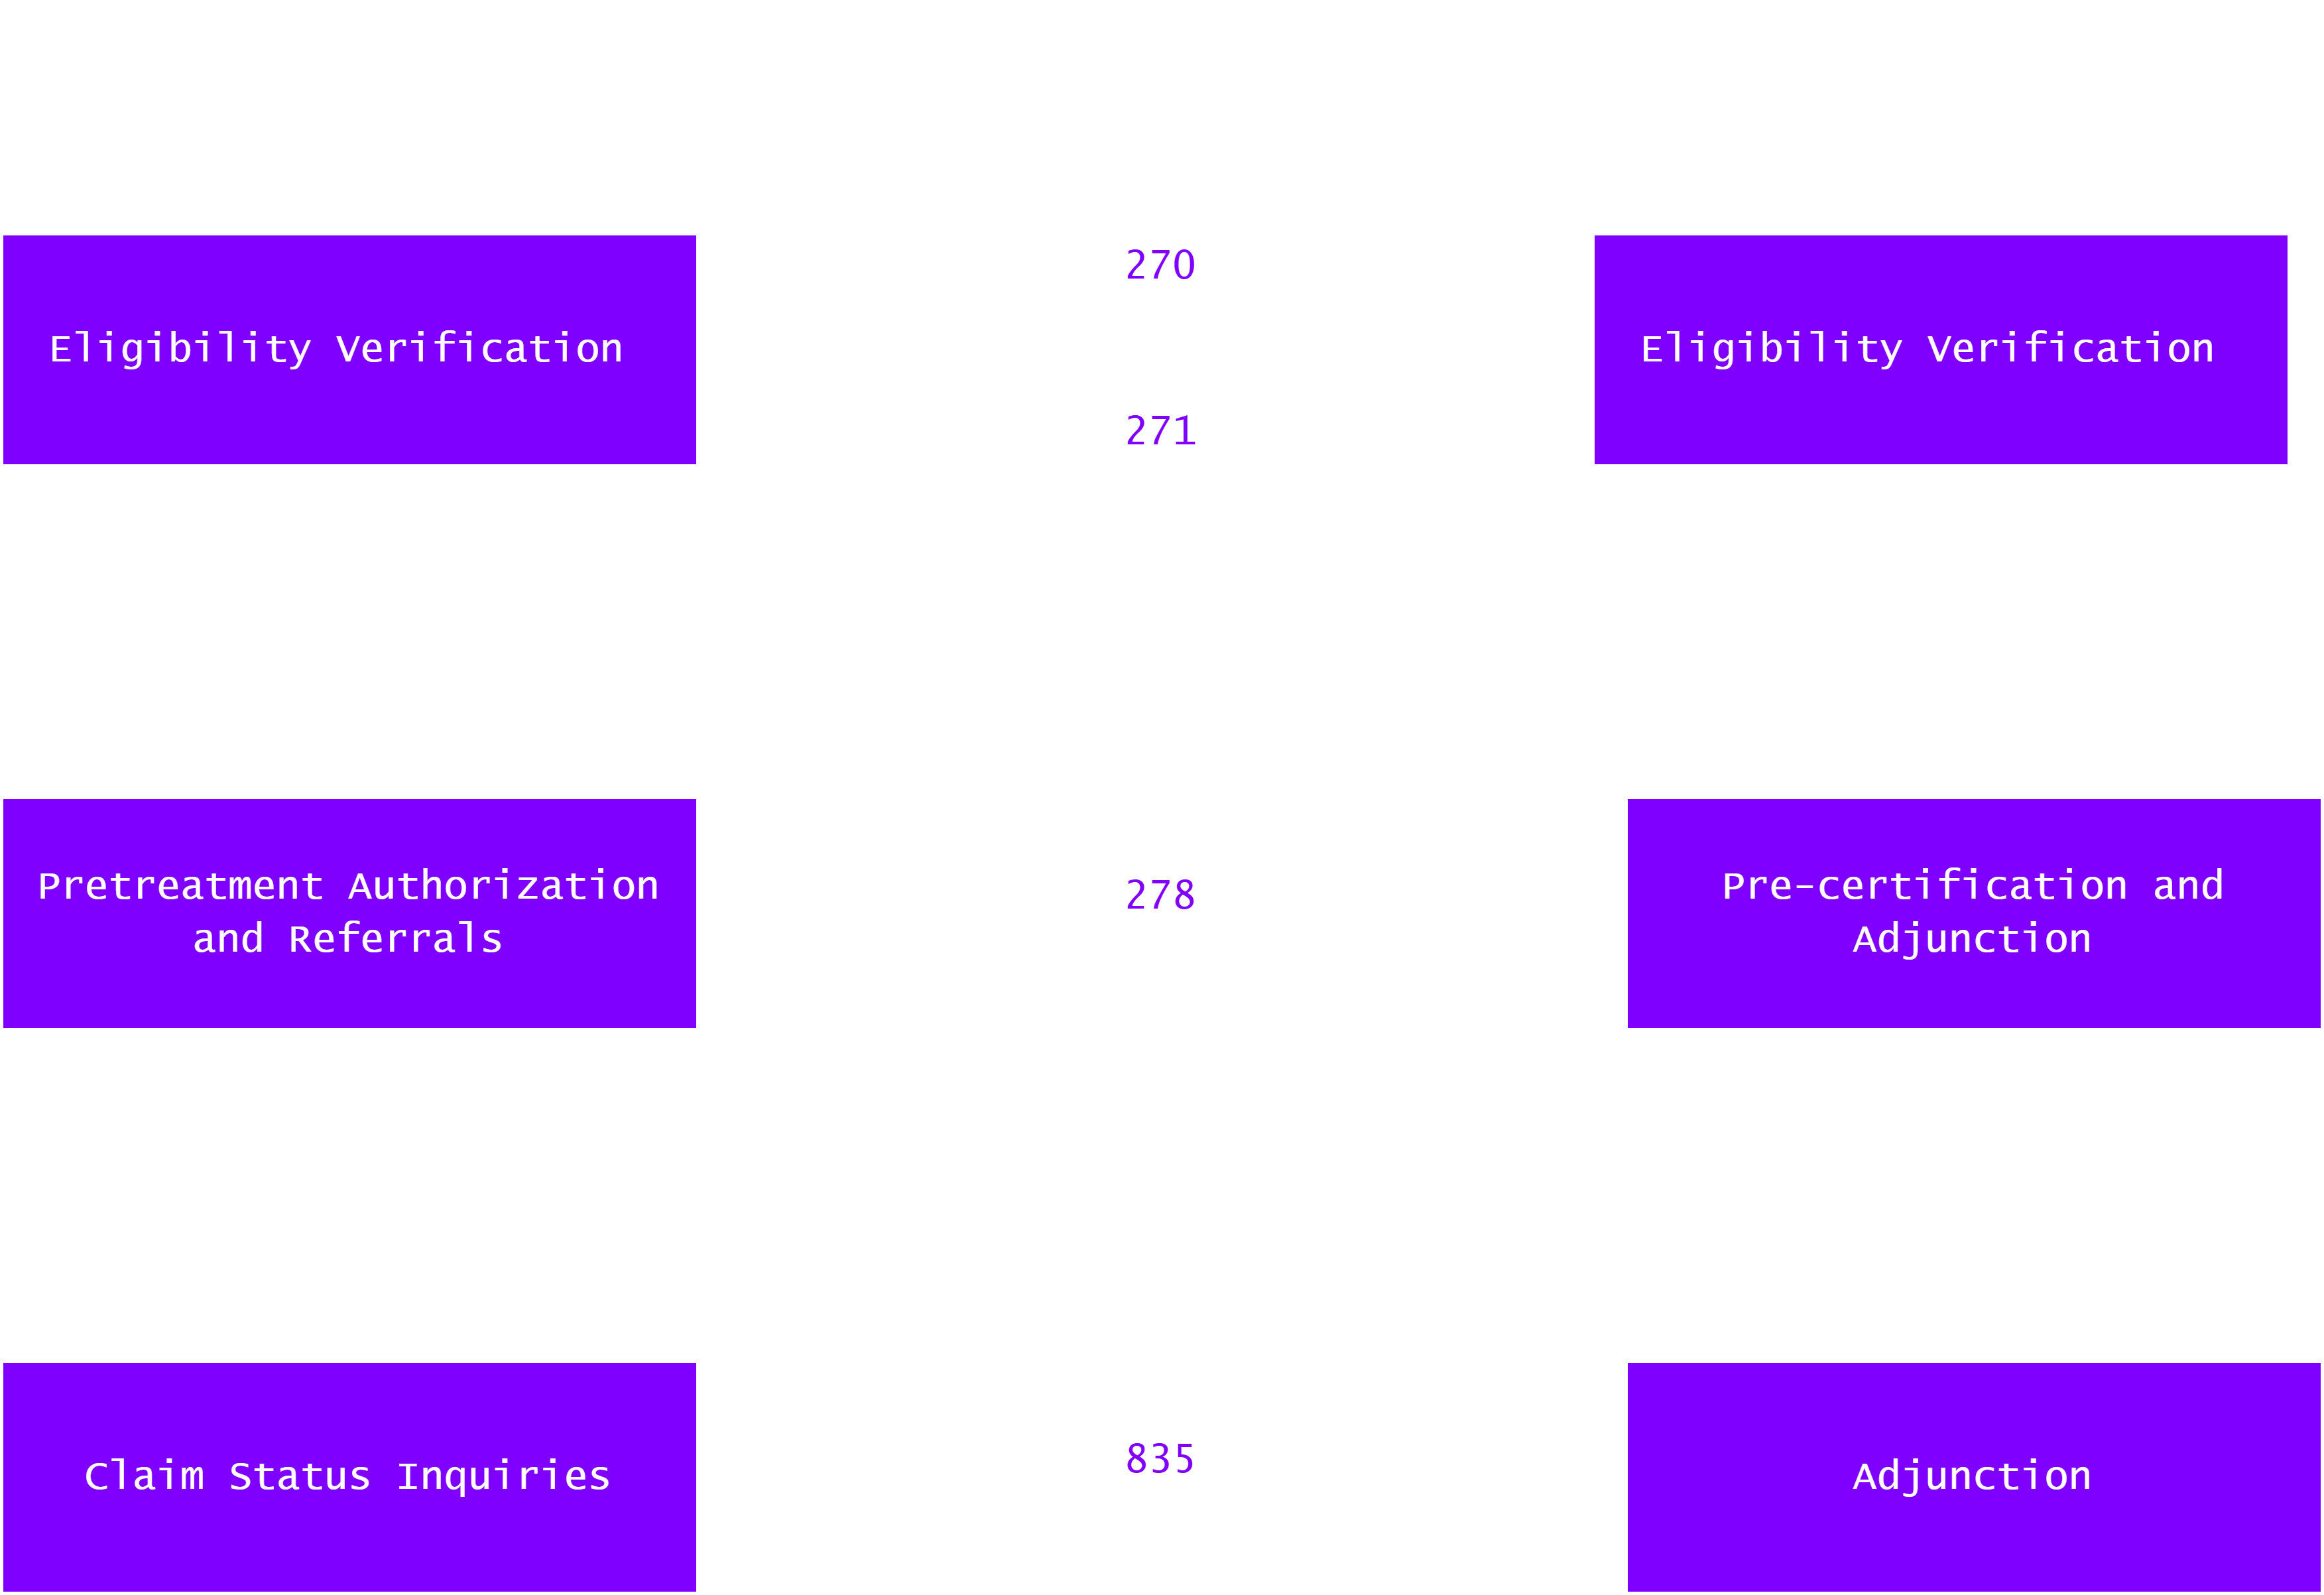 270
Eligibility Verification
Eligibility Verification
271
Pretreatment Authorization
and Referrals
278
Pre-certification and
Adjunction
Claim Status Inquiries
835
Adjunction